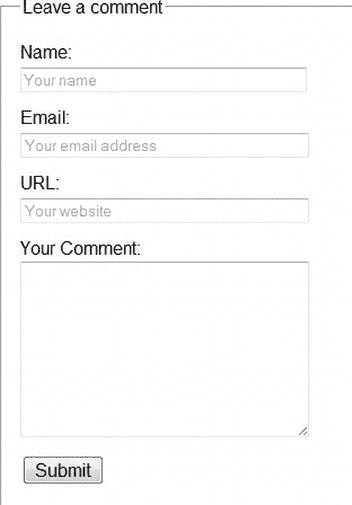 Leave a comment
Name:
Your name
Email:
Your email address
URL:
Your website
Your Comment:
Submit